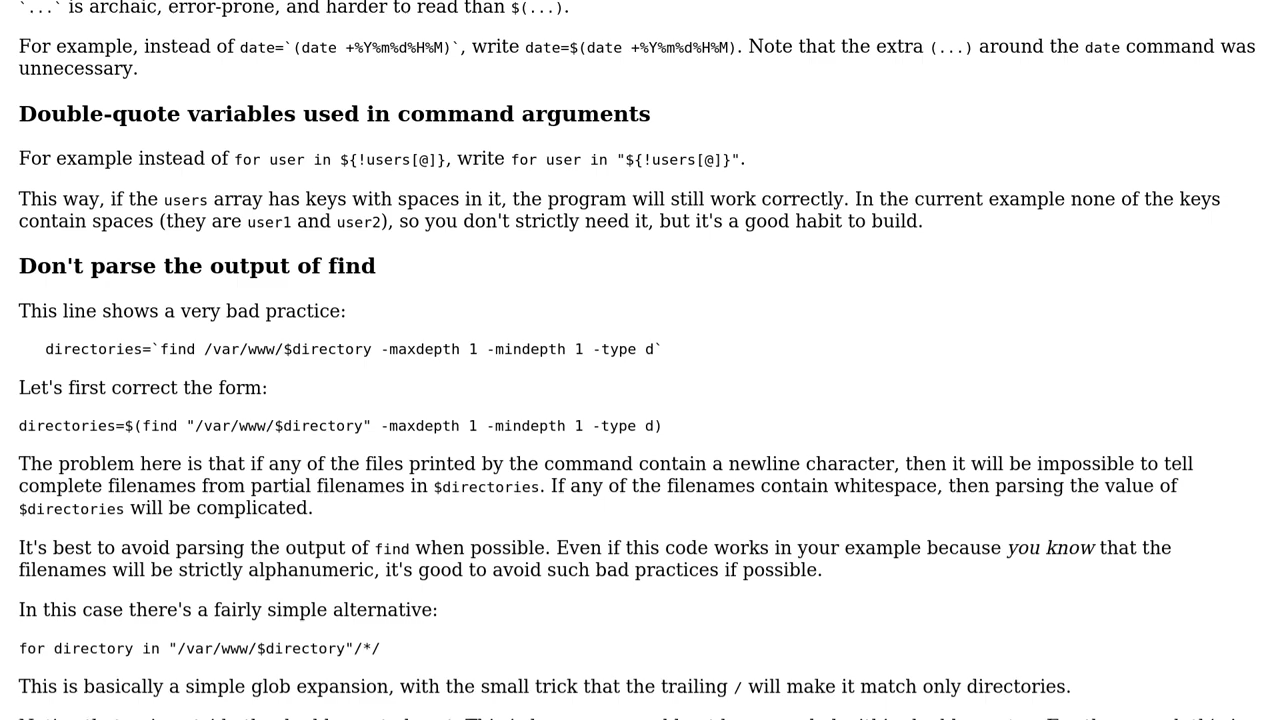 `...` is archaic, error-prone, and harder to read than $(...).
For example, instead of date=`(date +%Y%m%d%H%M)`, write date=$(date +%Y%m%d%H%M). Note that the extra (...) around the date command was
unnecessary.
Double-quote variables used in command arguments
For example instead of for user in ${!users[@]}, write for user in "${!users[@]}".
This way, if the users array has keys with spaces in it, the program will still work correctly. In the current example none of the keys
contain spaces (they are user1 and user2), so you don't strictly need it, but it's a good habit to build.
Don't parse the output of find
This line shows a very bad practice:
directories=`find /var/www/$directory -maxdepth 1 -mindepth 1 -type d`
Let's first correct the form:
directories=$(find "/var/www/$directory" -maxdepth 1 -mindepth 1 -type d)
The problem here is that if any of the files printed by the command contain a newline character, then it will be impossible to tell
complete filenames from partial filenames in $directories. If any of the filenames contain whitespace, then parsing the value of
$directories will be complicated.
It's best to avoid parsing the output of find when possible. Even if this code works in your example because you know that the
filenames will be strictly alphanumeric, it's good to avoid such bad practices if possible.
In this case there's a fairly simple alternative:
for directory in "/var/www/$directory"/*/
This is basically a simple glob expansion, with the small trick that the trailing / will make it match only directories.